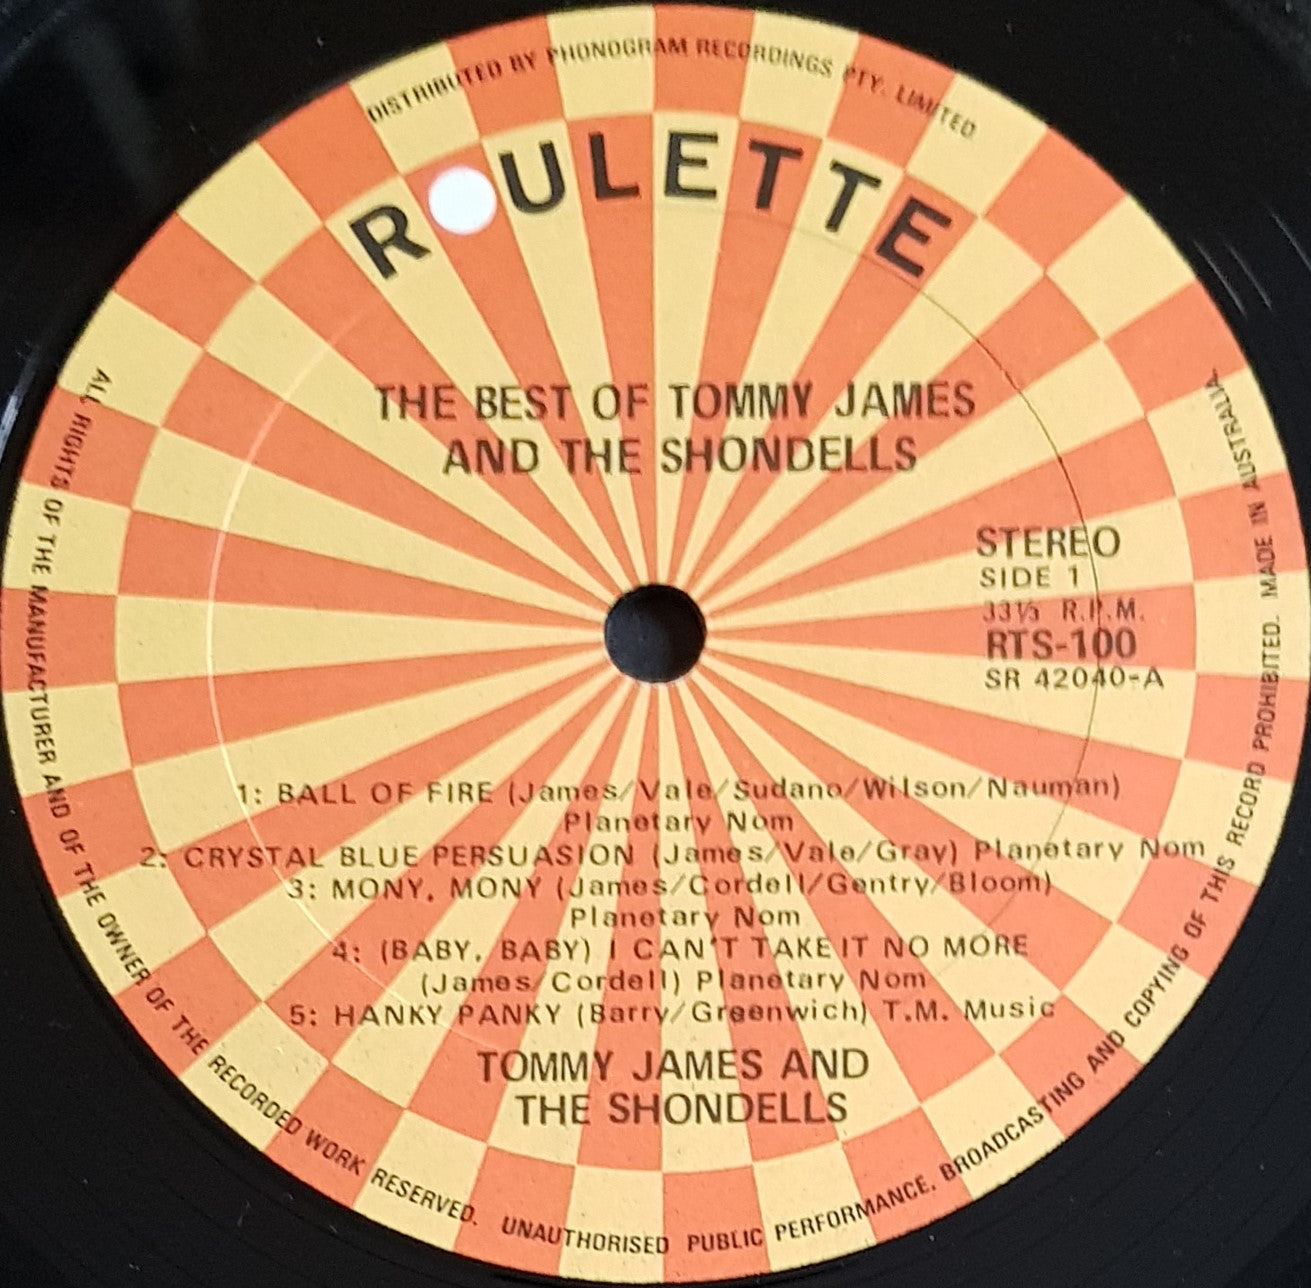 DISTRIBUTED BY PHONOGRAM RECORDINGS PTY. LIMITED
ROULETTE
THE BEST OF TOMMY JAMES
AND THE SHONDELLS
STEREO
SIDE 1
33⅓ R.P.M.
RTS-100
SR 42040-A
1: BALL OF FIRE (James/Vale/Sudano/Wilson/Nauman)
Planetary Nom
2: CRYSTAL BLUE PERSUASION (James/Vale/Gray) Planetary Nom
3: MONY, MONY (James/Cordell/Gentry/Bloom)
Planetary Nom
4: (BABY, BABY) I CAN'T TAKE IT NO MORE
(James/Cordell) Planetary Nom
5: HANKY PANKY (Barry/Greenwich) T.M. Music
TOMMY JAMES AND
THE SHONDELLS
ALL RIGHTS OF THE MANUFACTURER AND OF THE OWNER OF THE RECORDED WORK RESERVED. UNAUTHORISED PUBLIC PERFORMANCE, BROADCASTING AND COPYING OF THIS RECORD PROHIBITED. MADE IN AUSTRALIA.